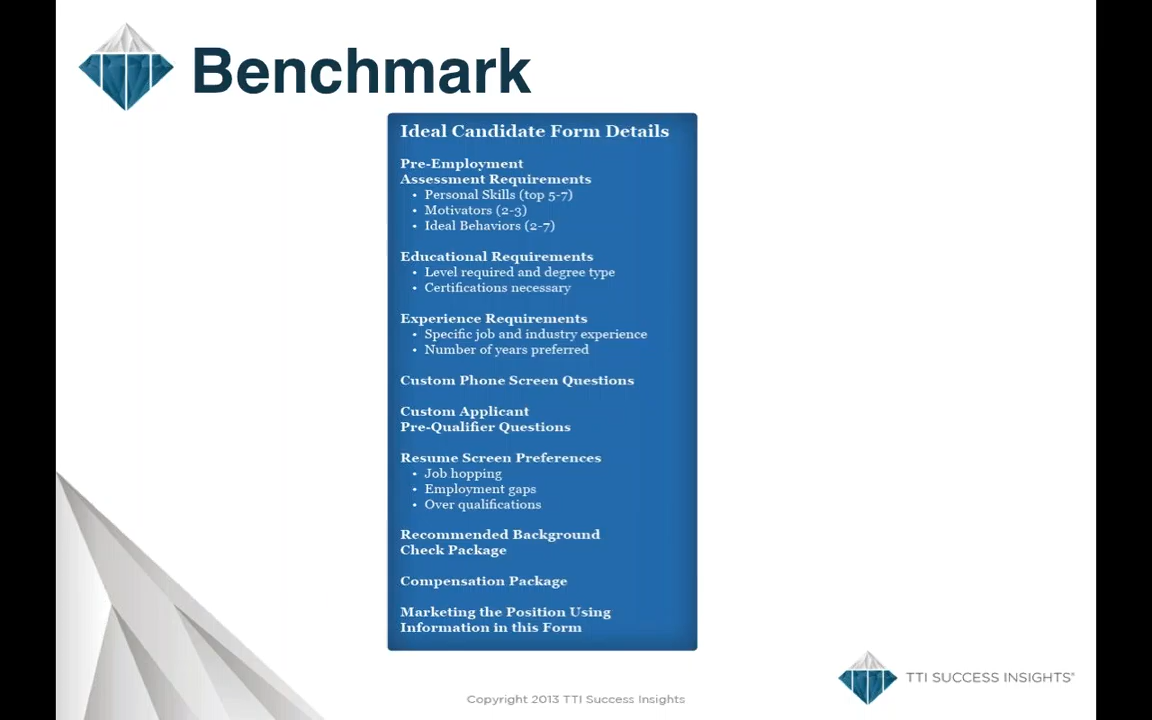 Benchmark
Ideal Candidate Form Details
Pre-Employment
Assessment Requirements
• Personal Skills (top 5-7)
• Motivators (2-3)
• Ideal Behaviors (2-7)
Educational Requirements
• Level required and degree type
• Certifications necessary
Experience Requirements
• Specific job and industry experience
• Number of years preferred
Custom Phone Screen Questions
Custom Applicant
Pre-Qualifier Questions
Resume Screen Preferences
• Job hopping
• Employment gaps
• Over qualifications
Recommended Background
Check Package
Compensation Package
Marketing the Position Using
Information in this Form
TTI SUCCESS INSIGHTS®
Copyright 2013 TTI Success Insights